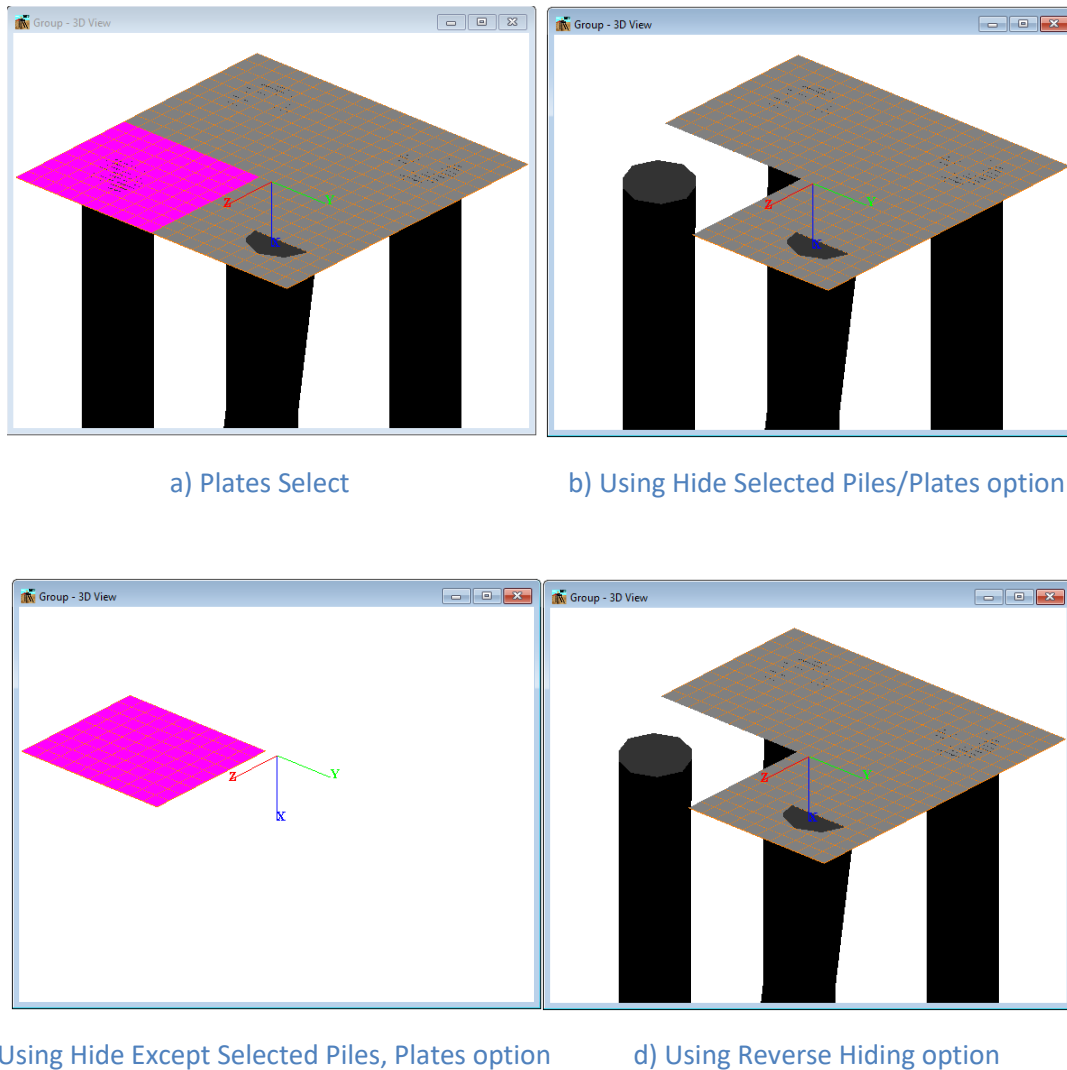 Group - 3D View
Group - 3D View
Z
Y
X
Z
Y
X
a) Plates Select
b) Using Hide Selected Piles/Plates option
Group - 3D View
Group - 3D View
Z
Y
X
Z
Y
X
Using Hide Except Selected Piles, Plates option
d) Using Reverse Hiding option